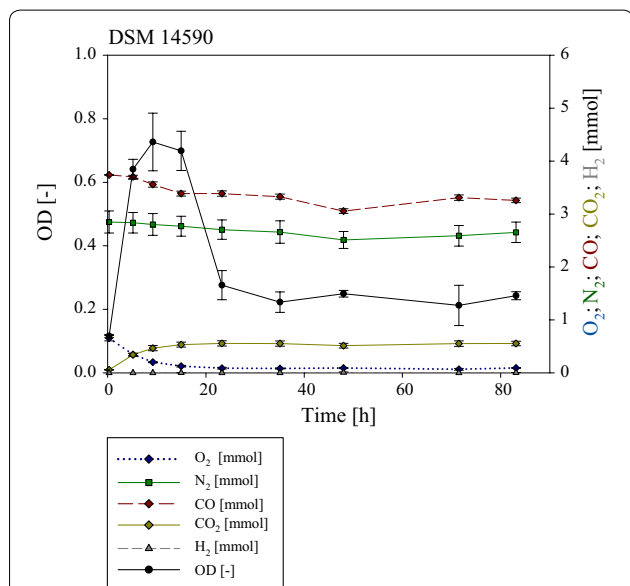 DSM 14590
1.0
0.8
0.6
0.4
0.2
0.0
OD [-]
6
5
4
3
2
1
0
O₂; N₂; CO; CO₂; H₂ [mmol]
0 20 40 60 80
Time [h]
O₂ [mmol]
N₂ [mmol]
CO [mmol]
CO₂ [mmol]
H₂ [mmol]
OD [-]